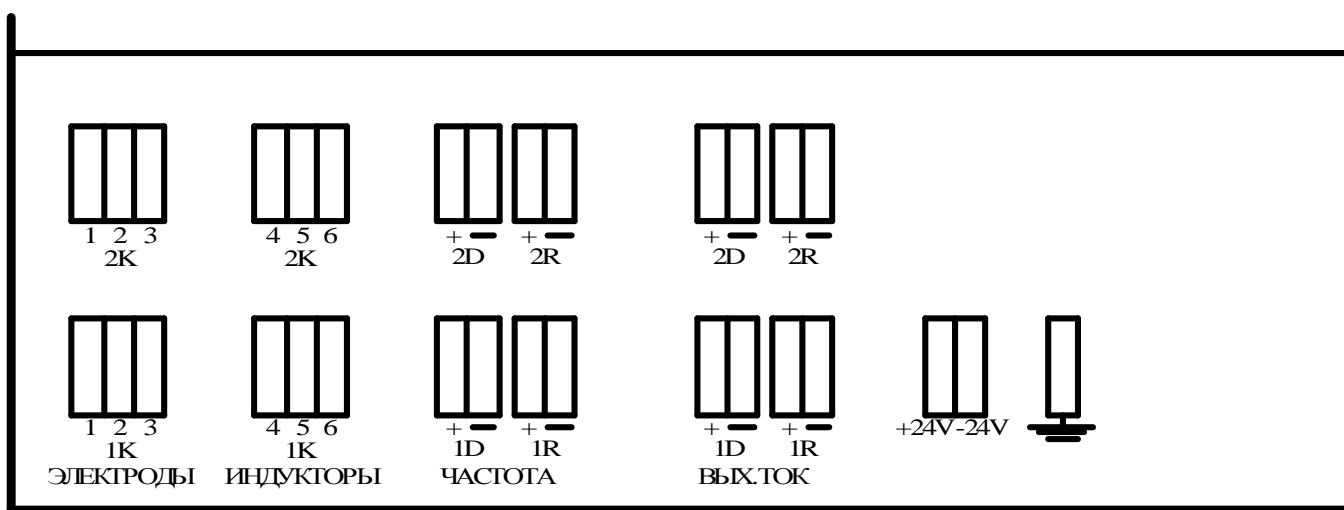 1 2 3 4 5 6 + − + − + − + −
2K 2K 2D 2R 2D 2R
1 2 3 4 5 6 + − + − + − + − +24V-24V
1K 1K 1D 1R 1D 1R
ЭЛЕКТРОДЫ ИНДУКТОРЫ ЧАСТОТА ВЫХ.ТОК